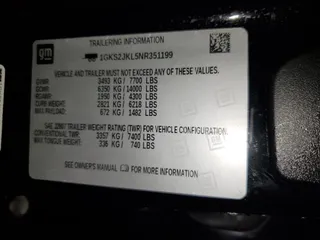 TRAILERING INFORMATION
gm
1GKS2JKL5NR351199
VEHICLE AND TRAILER MUST NOT EXCEED ANY OF THESE VALUES:
GVWR: 3493 KG / 7700 LBS
GCWR: 6350 KG / 14000 LBS
RGAWR: 1950 KG / 4300 LBS
CURB WEIGHT: 2821 KG / 6218 LBS
MAX PAYLOAD: 672 KG / 1482 LBS
SAE J2807 TRAILER WEIGHT RATING (TWR) FOR VEHICLE CONFIGURATION.
CONVENTIONAL TWR: 3357 KG / 7400 LBS
MAX TONGUE WEIGHT: 336 KG / 740 LBS
SEE OWNER'S MANUAL FOR MORE INFORMATION